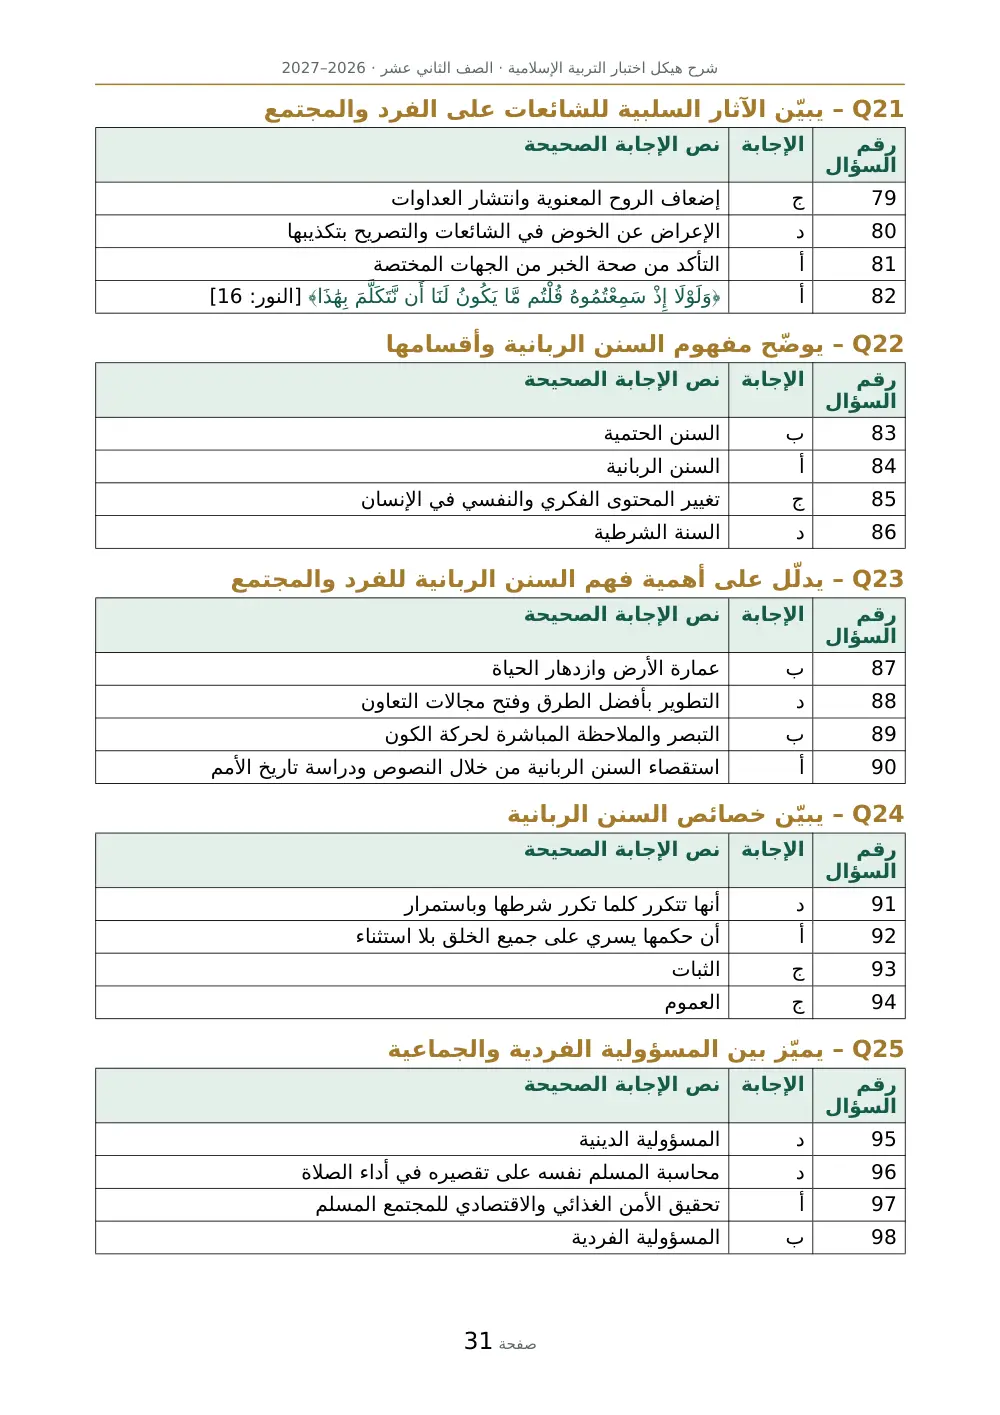 شرح هيكل اختبار التربية الإسلامية · الصف الثاني عشر · 2026–2027
Q21 – يبيّن الآثار السلبية للشائعات على الفرد والمجتمع
رقم السؤال الإجابة نص الإجابة الصحيحة
79 ج إضعاف الروح المعنوية وانتشار العداوات
80 د الإعراض عن الخوض في الشائعات والتصريح بتكذيبها
81 أ التأكد من صحة الخبر من الجهات المختصة
82 أ ﴿وَلَوْلَا إِذْ سَمِعْتُمُوهُ قُلْتُم مَّا يَكُونُ لَنَا أَن نَّتَكَلَّمَ بِهَٰذَا﴾ [النور: 16]
Q22 – يوضّح مفهوم السنن الربانية وأقسامها
رقم السؤال الإجابة نص الإجابة الصحيحة
83 ب السنن الحتمية
84 أ السنن الربانية
85 ج تغيير المحتوى الفكري والنفسي في الإنسان
86 د السنة الشرطية
Q23 – يدلّل على أهمية فهم السنن الربانية للفرد والمجتمع
رقم السؤال الإجابة نص الإجابة الصحيحة
87 ب عمارة الأرض وازدهار الحياة
88 د التطوير بأفضل الطرق وفتح مجالات التعاون
89 ب التبصر والملاحظة المباشرة لحركة الكون
90 أ استقصاء السنن الربانية من خلال النصوص ودراسة تاريخ الأمم
Q24 – يبيّن خصائص السنن الربانية
رقم السؤال الإجابة نص الإجابة الصحيحة
91 د أنها تتكرر كلما تكرر شرطها وباستمرار
92 أ أن حكمها يسري على جميع الخلق بلا استثناء
93 ج الثبات
94 ج العموم
Q25 – يميّز بين المسؤولية الفردية والجماعية
رقم السؤال الإجابة نص الإجابة الصحيحة
95 د المسؤولية الدينية
96 د محاسبة المسلم نفسه على تقصيره في أداء الصلاة
97 أ تحقيق الأمن الغذائي والاقتصادي للمجتمع المسلم
98 ب المسؤولية الفردية
صفحة 31